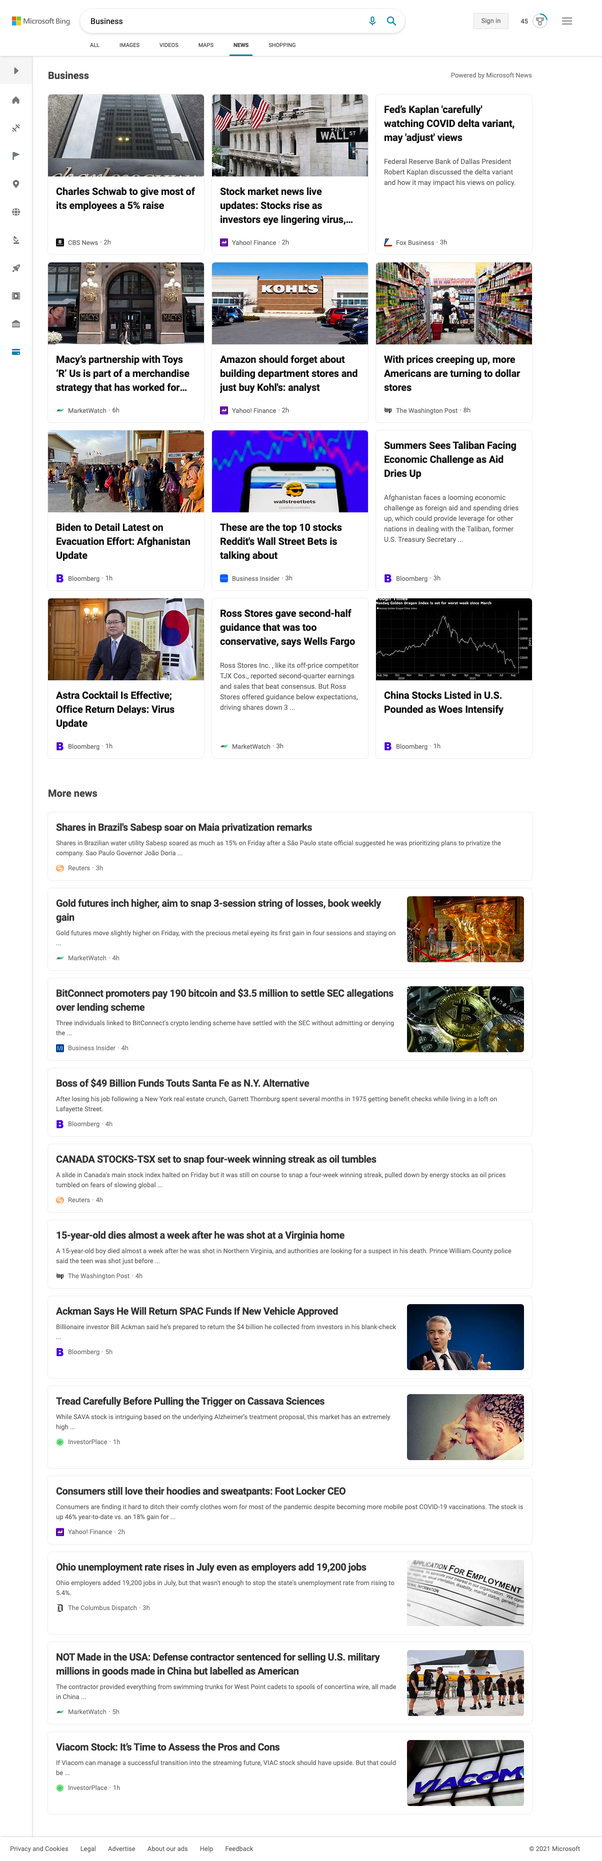 Microsoft Bing
Business
Sign in
45
ALL
IMAGES
VIDEOS
MAPS
NEWS
SHOPPING
Business
Powered by Microsoft News
Charles Schwab to give most of
its employees a 5% raise
CBS News · 2h
WALL ST
Stock market news live
updates: Stocks rise as
investors eye lingering virus,...
Yahoo! Finance · 2h
Fed's Kaplan 'carefully'
watching COVID delta variant,
may 'adjust' views
Federal Reserve Bank of Dallas President
Robert Kaplan discussed the delta variant
and how it may impact his views on policy.
Fox Business · 3h
MACYS
Macy's partnership with Toys
'R' Us is part of a merchandise
strategy that has worked for...
MarketWatch · 6h
KOHL'S
Amazon should forget about
building department stores and
just buy Kohl's: analyst
Yahoo! Finance · 2h
With prices creeping up, more
Americans are turning to dollar
stores
wp The Washington Post · 8h
Biden to Detail Latest on
Evacuation Effort: Afghanistan
Update
B Bloomberg · 1h
wallstreetbets
These are the top 10 stocks
Reddit's Wall Street Bets is
talking about
Business Insider · 3h
Summers Sees Taliban Facing
Economic Challenge as Aid
Dries Up
Afghanistan faces a looming economic
challenge as foreign aid and spending dries
up, which could provide leverage for other
nations in dealing with the Taliban, former
U.S. Treasury Secretary ...
B Bloomberg · 3h
Astra Cocktail Is Effective;
Office Return Delays: Virus
Update
B Bloomberg · 1h
Ross Stores gave second-half
guidance that was too
conservative, says Wells Fargo
Ross Stores Inc. , like its off-price competitor
TJX Cos., reported second-quarter earnings
and sales that beat consensus. But Ross
Stores offered guidance below expectations,
driving shares down 3 ...
MarketWatch · 3h
Nasdaq Golden Dragon Index is set for worst week since March
China Stocks Listed in U.S.
Pounded as Woes Intensify
B Bloomberg · 1h
More news
Shares in Brazil's Sabesp soar on Maia privatization remarks
Shares in Brazilian water utility Sabesp soared as much as 15% on Friday after a São Paulo state official suggested he was prioritizing plans to privatize the
company. Sao Paulo Governor João Doria ...
Reuters · 3h
Gold futures inch higher, aim to snap 3-session string of losses, book weekly
gain
Gold futures move slightly higher on Friday, with the precious metal eyeing its first gain in four sessions and staying on
...
MarketWatch · 4h
BitConnect promoters pay 190 bitcoin and $3.5 million to settle SEC allegations
over lending scheme
Three individuals linked to BitConnect's crypto lending scheme have settled with the SEC without admitting or denying
the ...
Business Insider · 4h
Boss of $49 Billion Funds Touts Santa Fe as N.Y. Alternative
After losing his job following a New York real estate crunch, Garrett Thornburg spent several months in 1975 getting benefit checks while living in a loft on
Lafayette Street.
B Bloomberg · 4h
CANADA STOCKS-TSX set to snap four-week winning streak as oil tumbles
A slide in Canada's main stock index halted on Friday but it was still on course to snap a four-week winning streak, pulled down by energy stocks as oil prices
tumbled on fears of slowing global ...
Reuters · 4h
15-year-old dies almost a week after he was shot at a Virginia home
A 15-year-old boy died almost a week after he was shot in Northern Virginia, and authorities are looking for a suspect in his death. Prince William County police
said the teen was shot just before ...
wp The Washington Post · 4h
Ackman Says He Will Return SPAC Funds If New Vehicle Approved
Billionaire investor Bill Ackman said he's prepared to return the $4 billion he collected from investors in his blank-check
...
B Bloomberg · 5h
Tread Carefully Before Pulling the Trigger on Cassava Sciences
While SAVA stock is intriguing based on the underlying Alzheimer's treatment proposal, this market has an extremely
high ...
InvestorPlace · 1h
Consumers still love their hoodies and sweatpants: Foot Locker CEO
Consumers are finding it hard to ditch their comfy clothes worn for most of the pandemic despite becoming more mobile post COVID-19 vaccinations. The stock is
up 46% year-to-date vs. an 18% gain for ...
Yahoo! Finance · 2h
Ohio unemployment rate rises in July even as employers add 19,200 jobs
Ohio employers added 19,200 jobs in July, but that wasn't enough to stop the state's unemployment rate from rising to
5.4%.
The Columbus Dispatch · 3h
APPLICATION FOR EMPLOYMENT
NOT Made in the USA: Defense contractor sentenced for selling U.S. military
millions in goods made in China but labelled as American
The contractor provided everything from swimming trunks for West Point cadets to spools of concertina wire, all made
in China ...
MarketWatch · 5h
Viacom Stock: It's Time to Assess the Pros and Cons
If Viacom can manage a successful transition into the streaming future, VIAC stock should have upside. But that could
be ...
InvestorPlace · 1h
VIACOM
Privacy and Cookies
Legal
Advertise
About our ads
Help
Feedback
© 2021 Microsoft